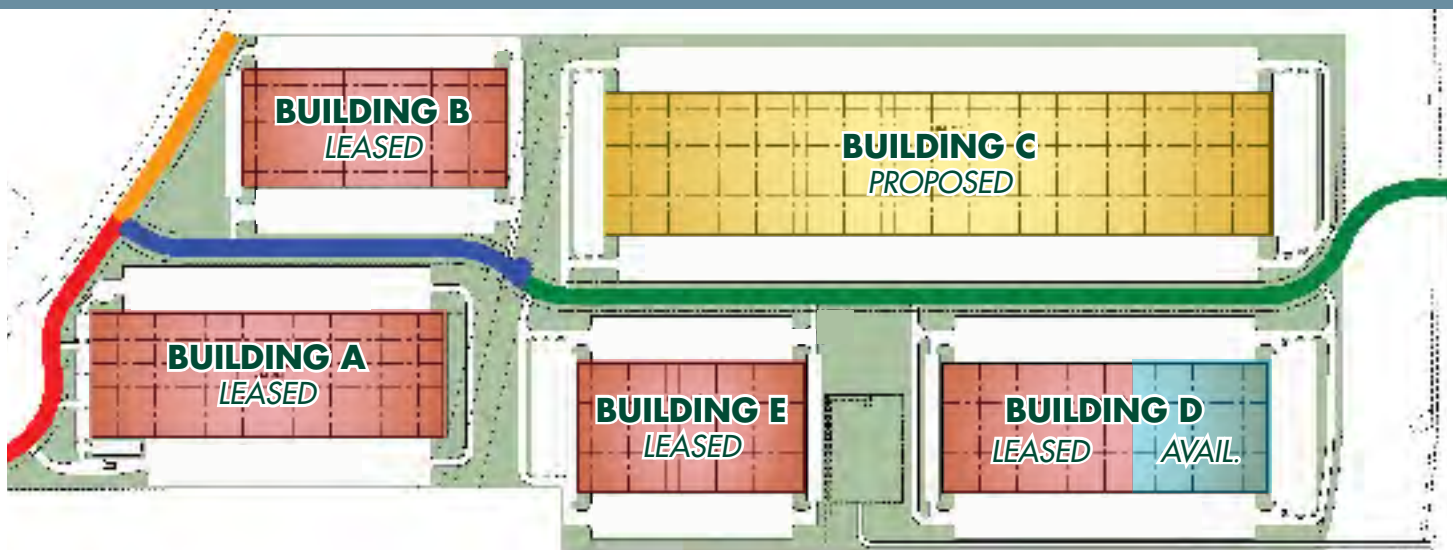 BUILDING B
LEASED
BUILDING C
PROPOSED
BUILDING A
LEASED
BUILDING E
LEASED
BUILDING D
LEASED AVAIL.